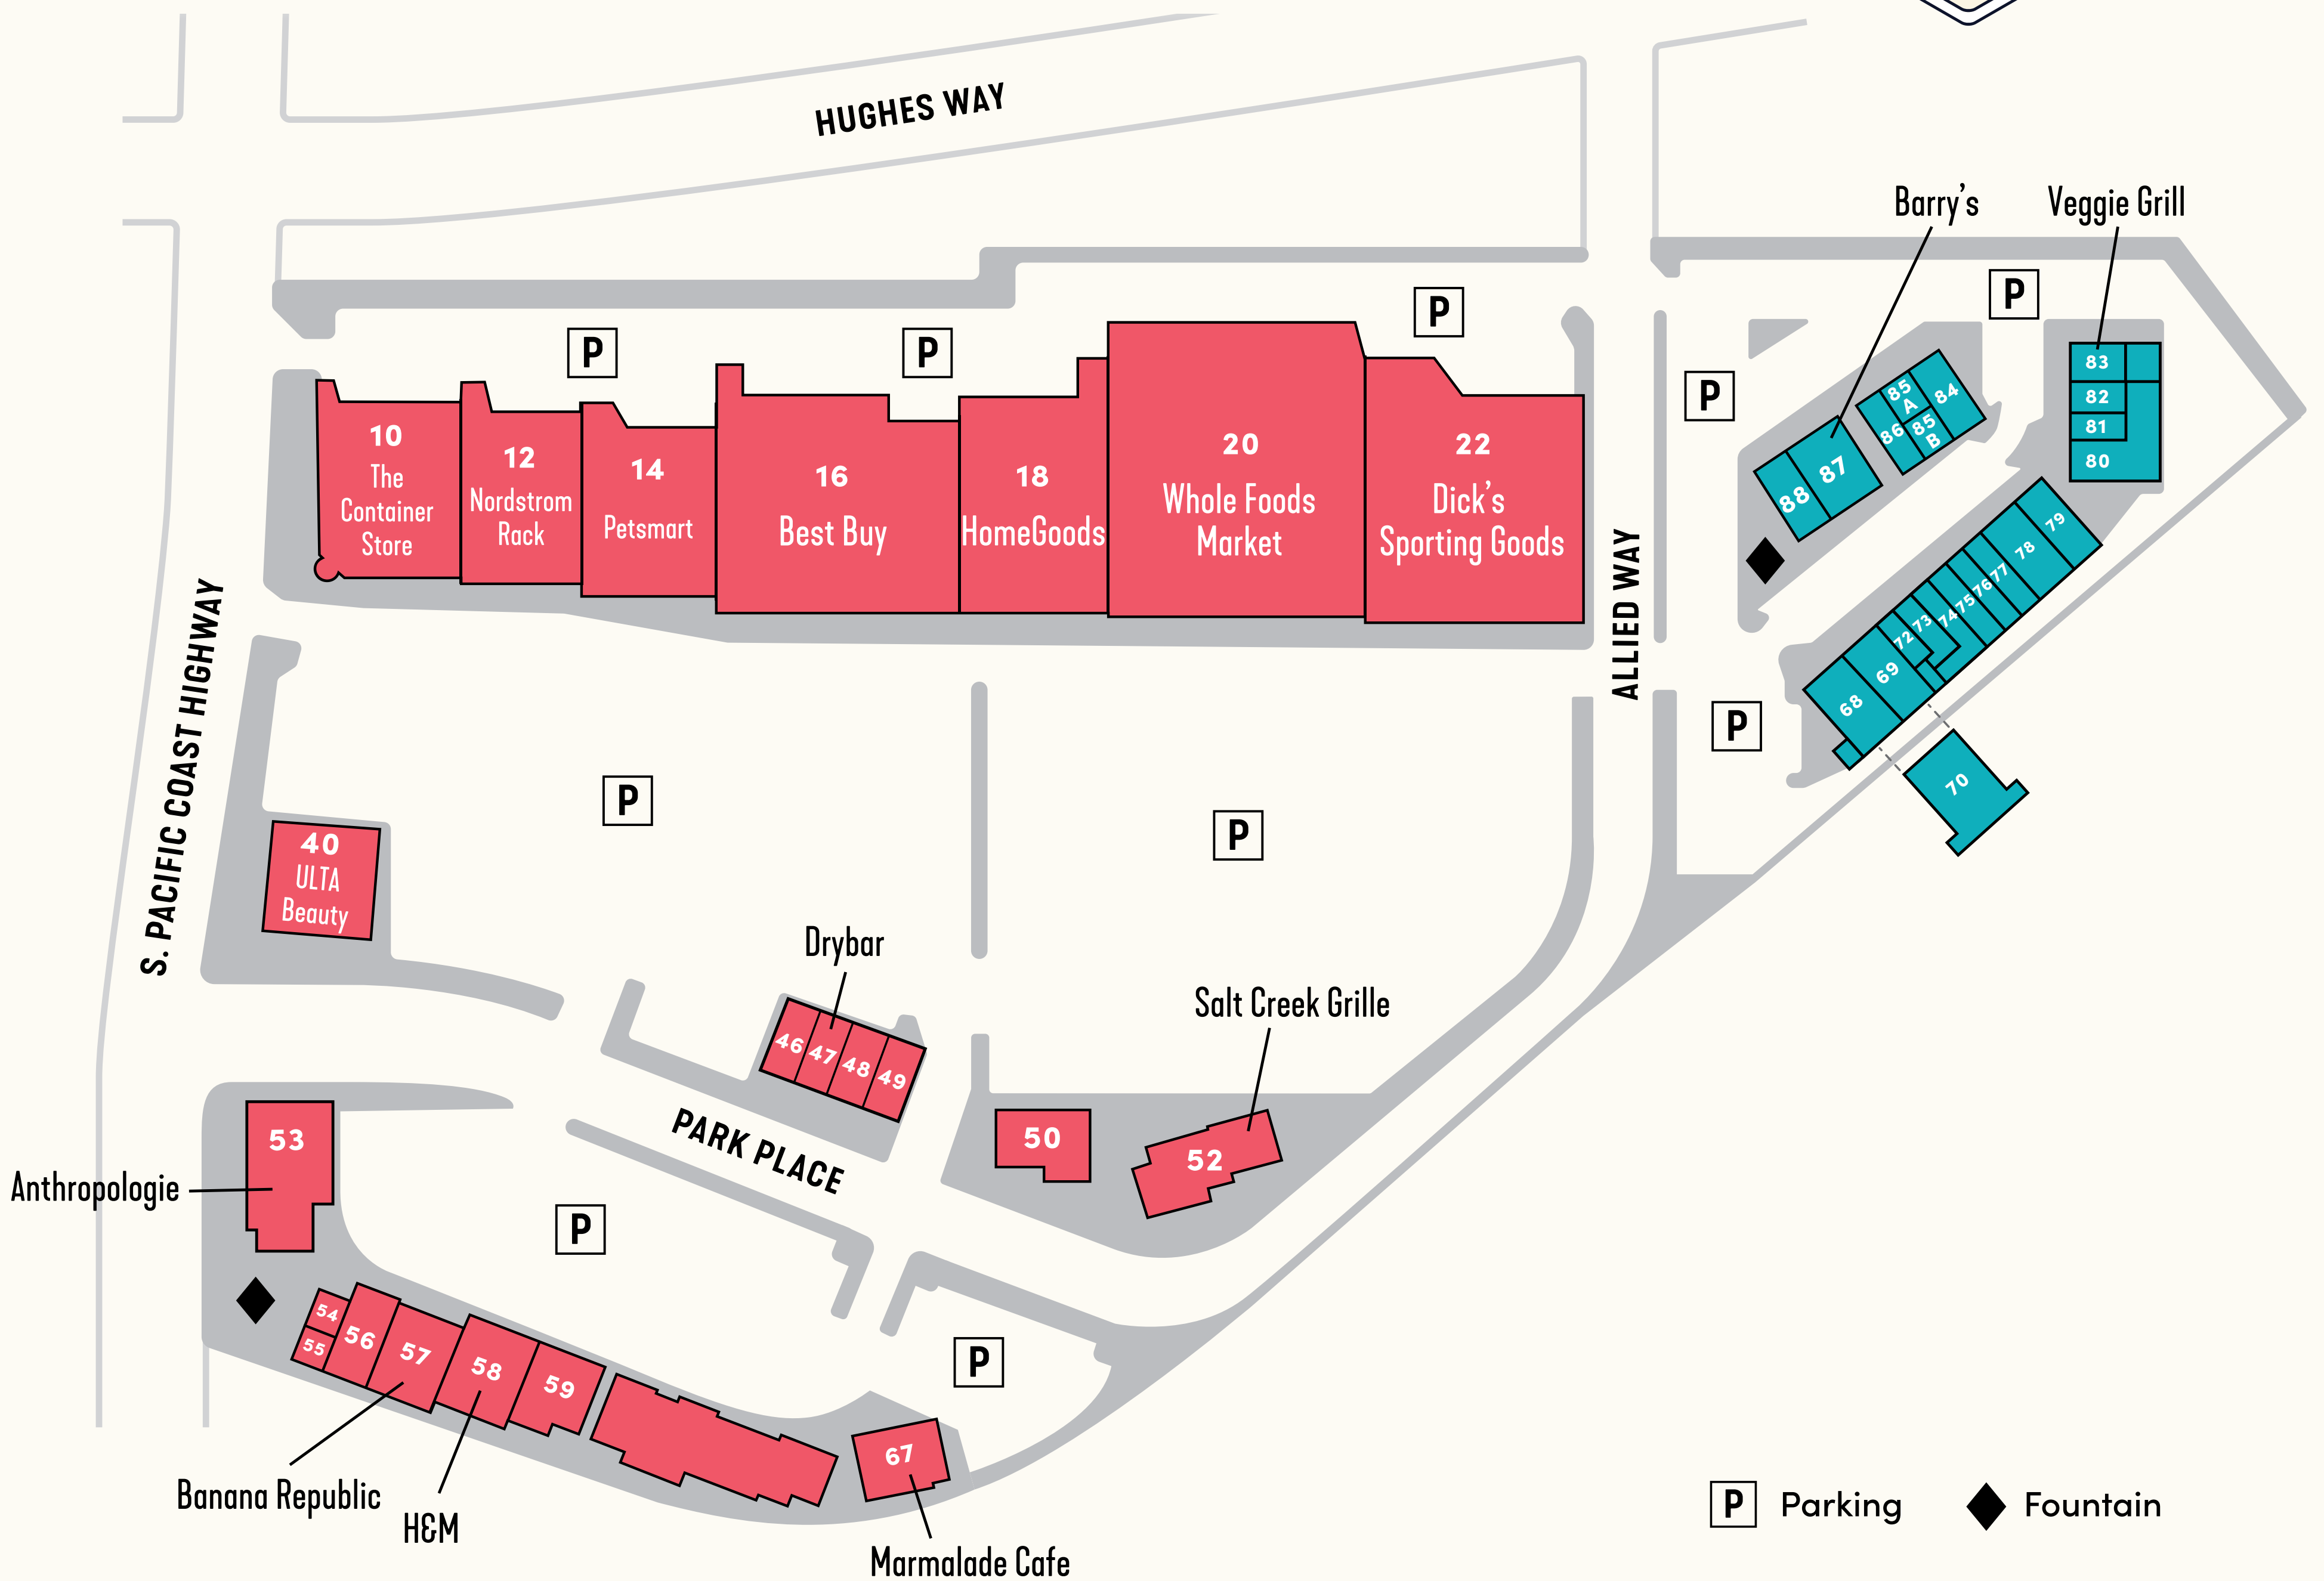 HUGHES WAY
Barry's
Veggie Grill
P
P
P
P
P
83
82
81
80
85
A
84
86
85
B
87
88
10
The
Container
Store
12
Nordstrom
Rack
14
Petsmart
16
Best Buy
18
HomeGoods
20
Whole Foods
Market
22
Dick's
Sporting Goods
ALLIED WAY
79
78
77
76
75
74
73
72
69
68
70
P
S. PACIFIC COAST HIGHWAY
P
P
40
ULTA
Beauty
Drybar
46
47
48
49
Salt Creek Grille
PARK PLACE
50
52
53
Anthropologie
P
54
55
56
57
58
59
P
67
Banana Republic
H&M
Marmalade Cafe
P Parking
Fountain